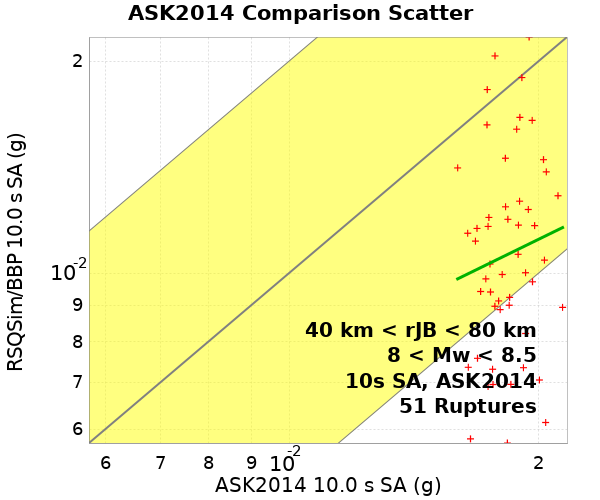 ASK2014 Comparison Scatter
RSQSim/BBP 10.0 s SA (g)
2
10-2
9
8
7
6
40 km < rJB < 80 km
8 < Mw < 8.5
10s SA, ASK2014
51 Ruptures
6 7 8 9 10-2 2
ASK2014 10.0 s SA (g)